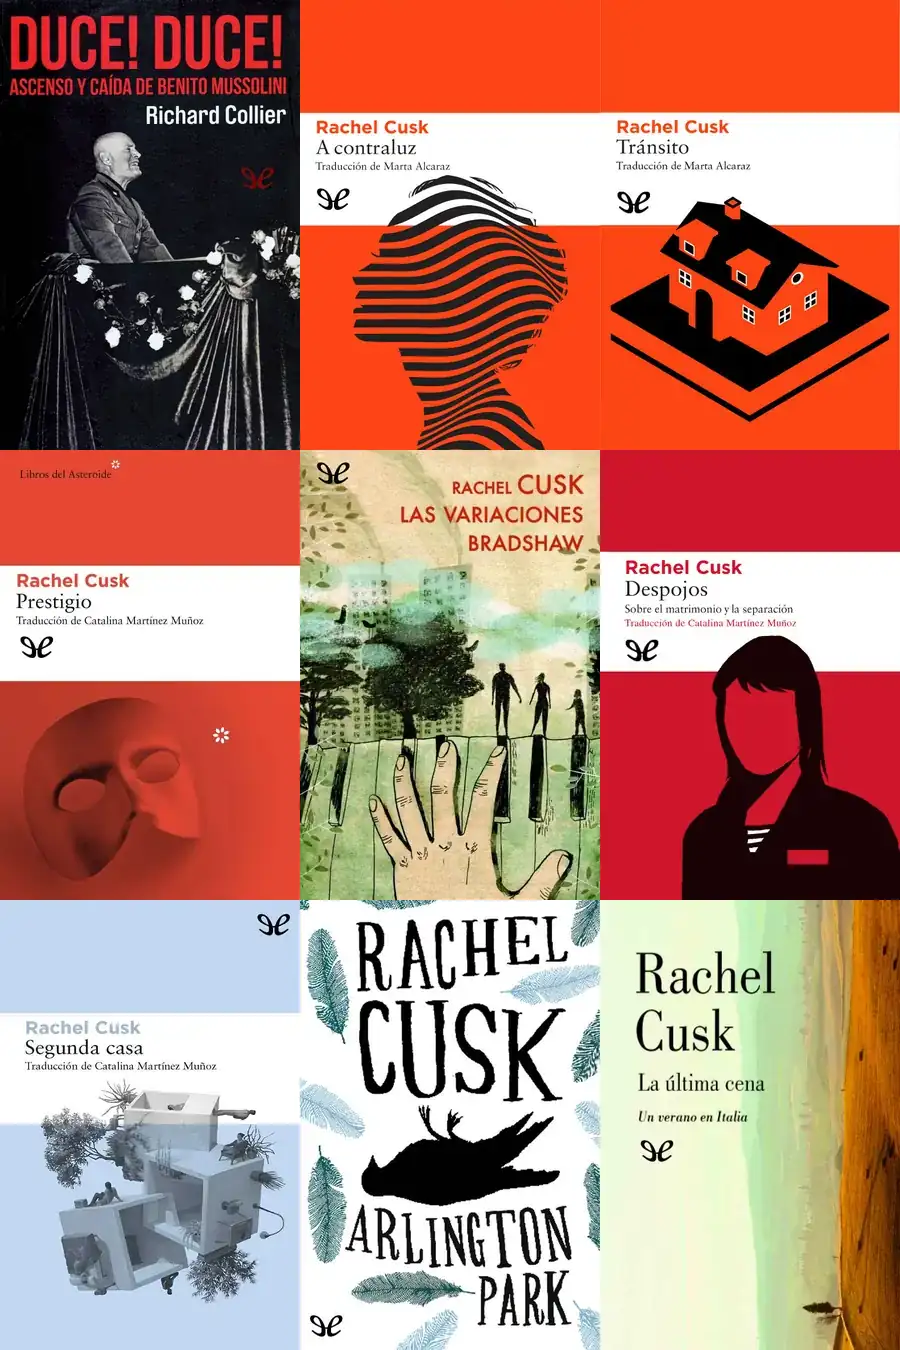 DUCE! DUCE!
ASCENSO Y CAÍDA DE BENITO MUSSOLINI
Richard Collier
Rachel Cusk
A contraluz
Traducción de Marta Alcaraz
Rachel Cusk
Tránsito
Traducción de Marta Alcaraz
Libros del Asteroide
Rachel Cusk
Prestigio
Traducción de Catalina Martínez Muñoz
RACHEL CUSK
LAS VARIACIONES
BRADSHAW
Rachel Cusk
Despojos
Sobre el matrimonio y la separación
Traducción de Catalina Martínez Muñoz
Rachel Cusk
Segunda casa
Traducción de Catalina Martínez Muñoz
RACHEL
CUSK
ARLINGTON
PARK
Rachel
Cusk
La última cena
Un verano en Italia